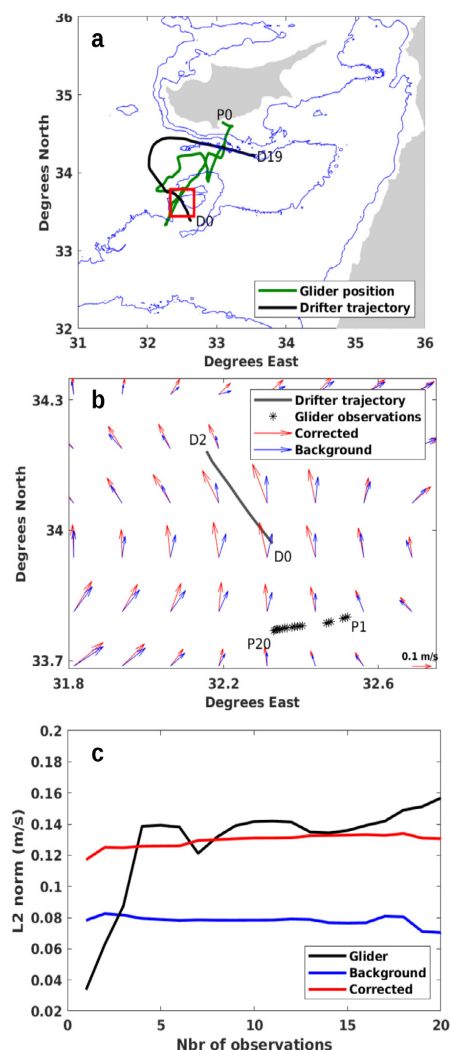 a
36
35
34
33
32
Degrees North
P0
D19
D0
Glider position
Drifter trajectory
31 32 33 34 35 36
Degrees East
b
34.3
34
33.7
Degrees North
Drifter trajectory
Glider observations
Corrected
Background
D2
D0
P20
P1
0.1 m/s
31.8 32.2 32.6
Degrees East
c
0.2
0.18
0.16
0.14
0.12
0.1
0.08
0.06
0.04
0.02
L2 norm (m/s)
Glider
Background
Corrected
0 5 10 15 20
Nbr of observations